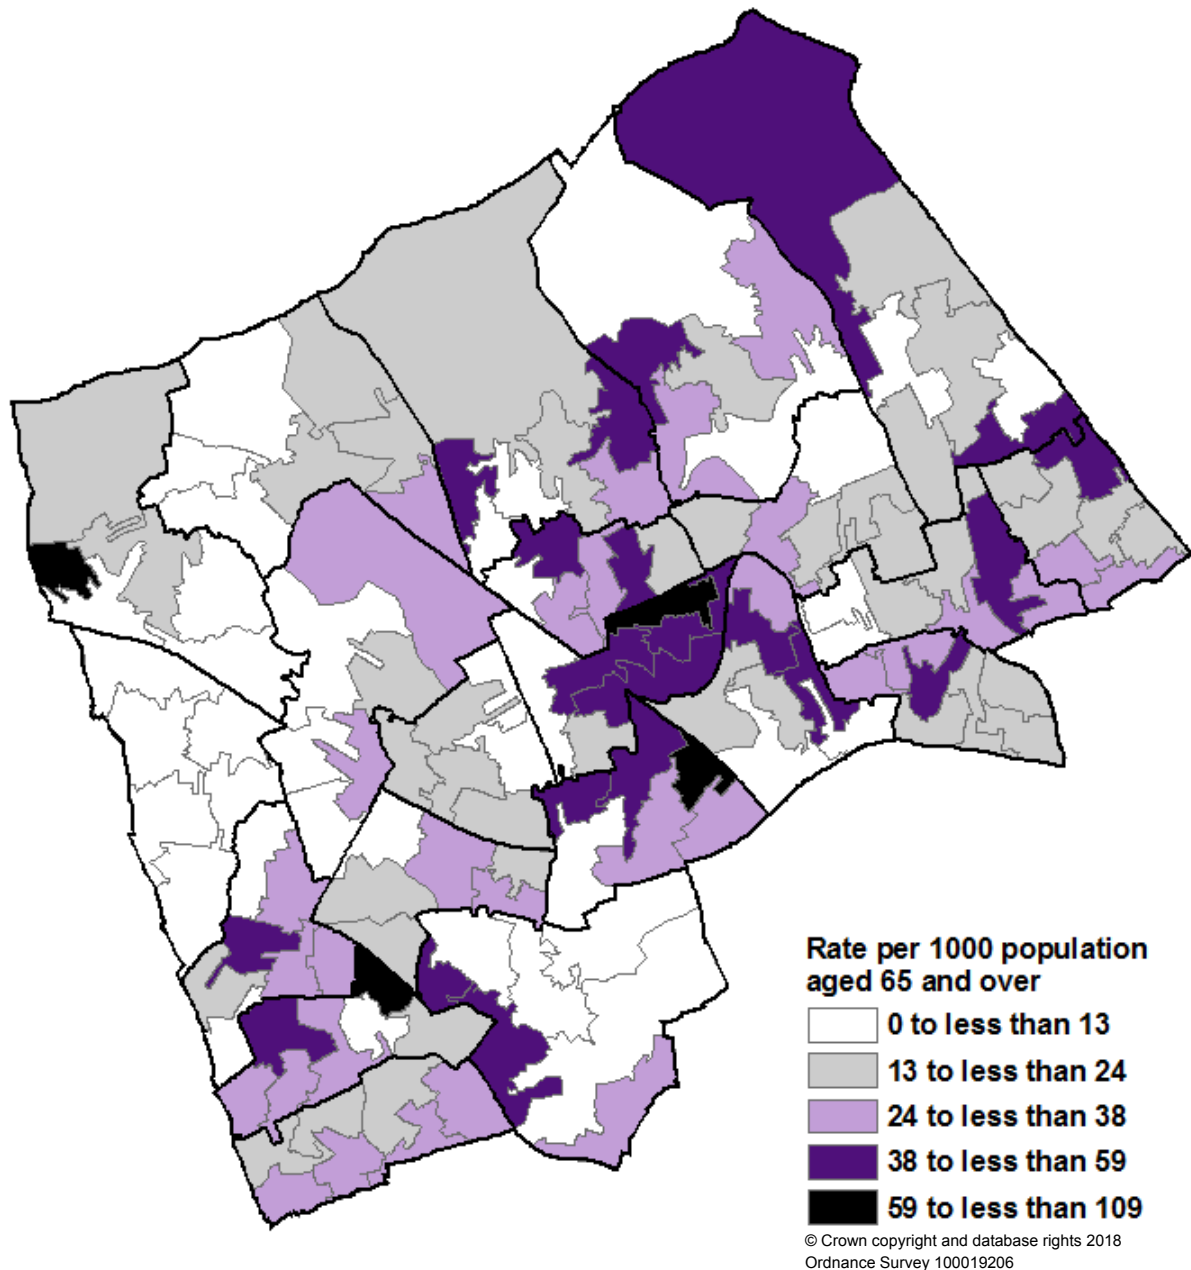 Rate per 1000 population
aged 65 and over
0 to less than 13
13 to less than 24
24 to less than 38
38 to less than 59
59 to less than 109
© Crown copyright and database rights 2018
Ordnance Survey 100019206